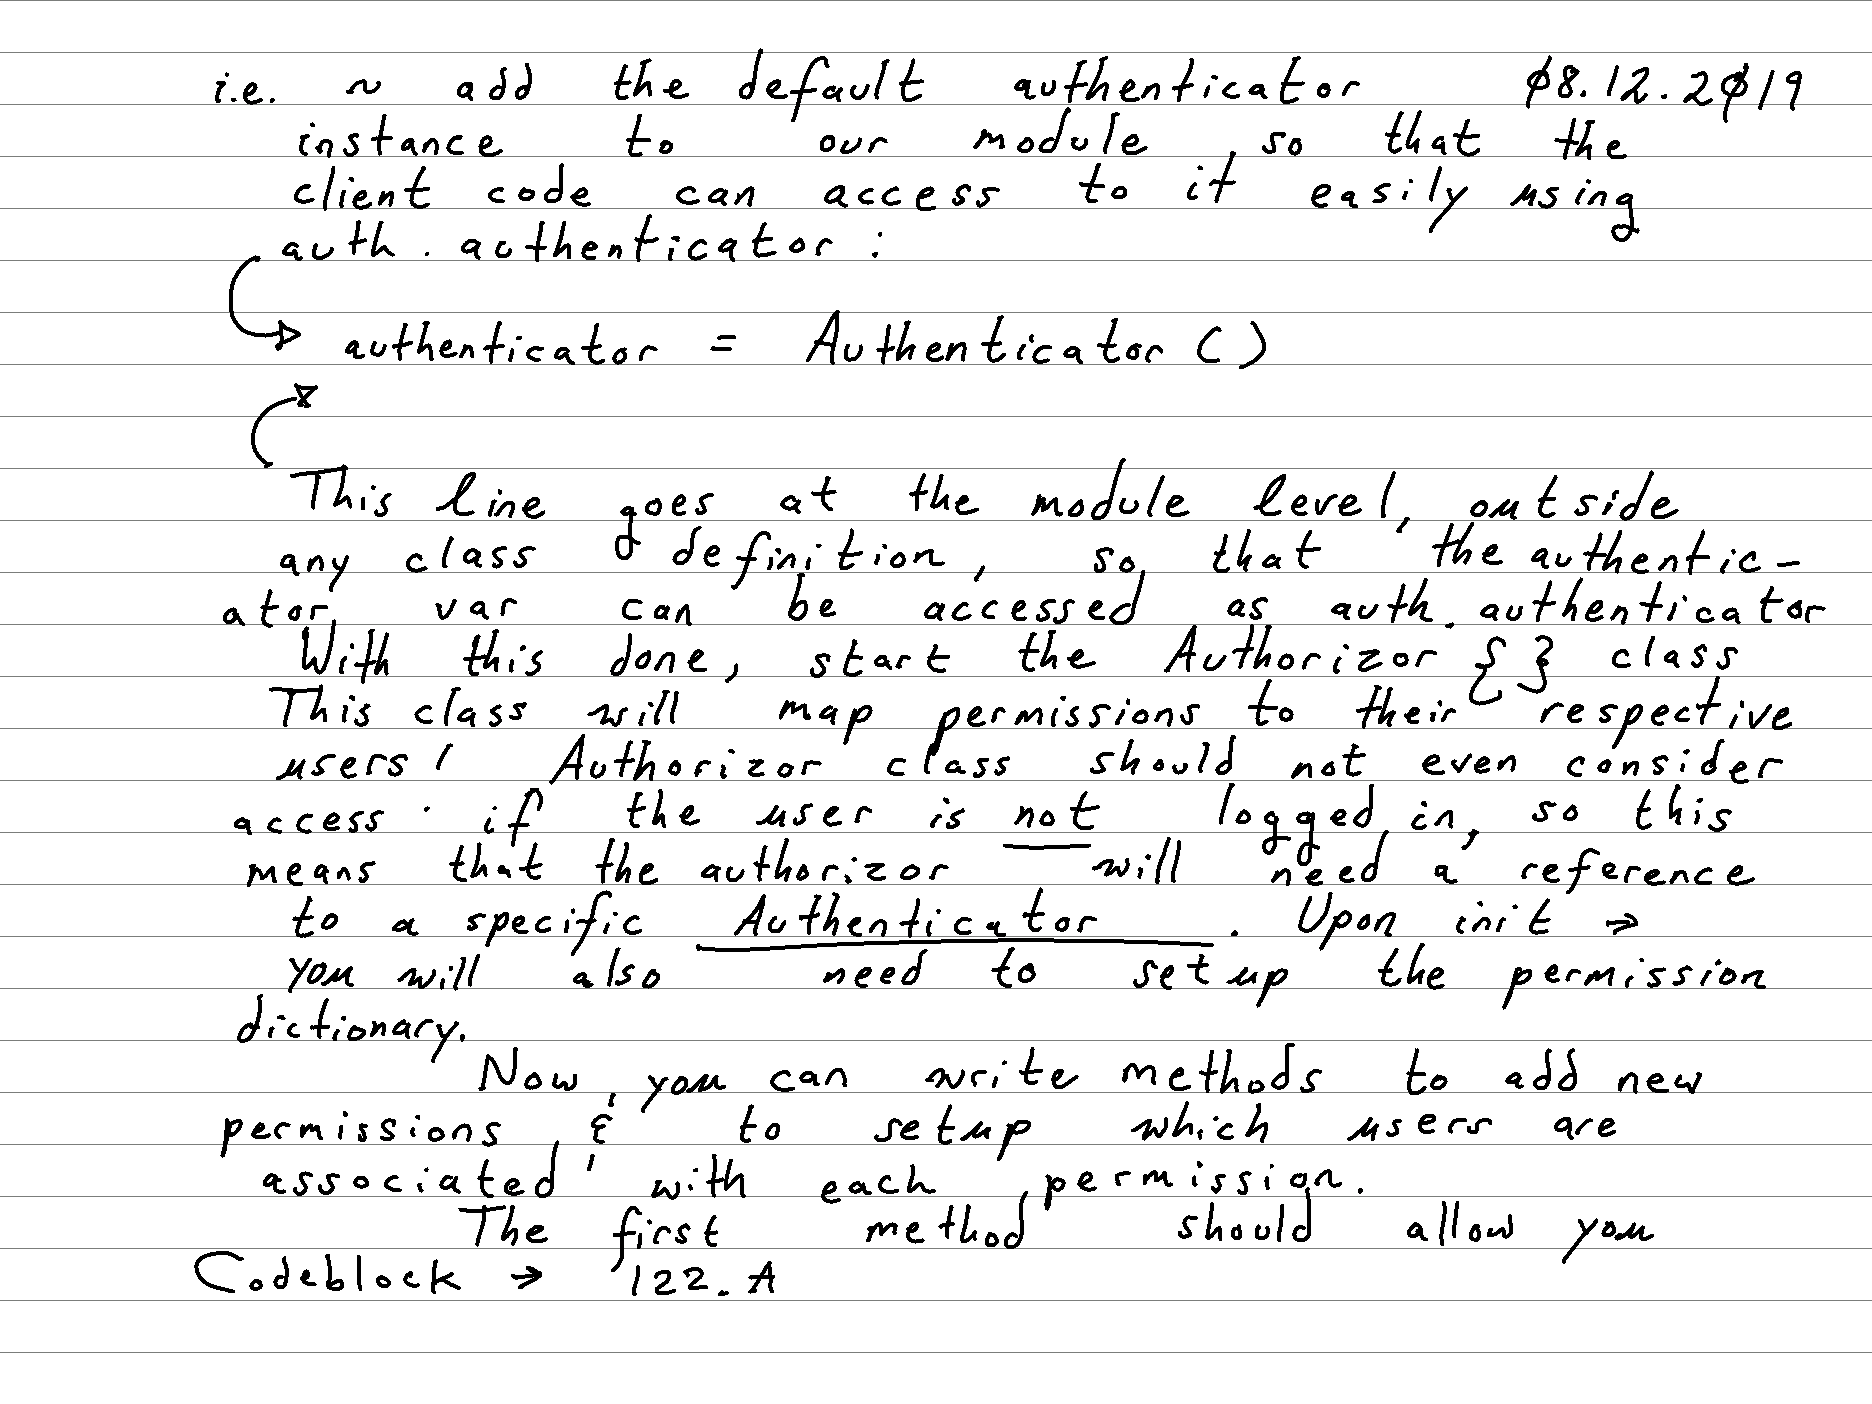 i.e. ~ add the default authenticator 08.12.2019
instance to our module, so that the
client code can access to it easily using
auth.authenticator:
authenticator = Authenticator()
This line goes at the module level, outside
any class definition, so that the authentic-
ator var can be accessed as auth.authenticator
With this done, start the Authorizor {} class
This class will map permissions to their respective
users! Authorizor class should not even consider
access if the user is not logged in, so this
means that the authorizor will need a reference
to a specific Authenticator. Upon init →
you will also need to set up the permission
dictionary.
Now, you can write methods to add new
permissions, & to setup which users are
associated with each permission.
The first method should allow you
Codeblock → 122.A